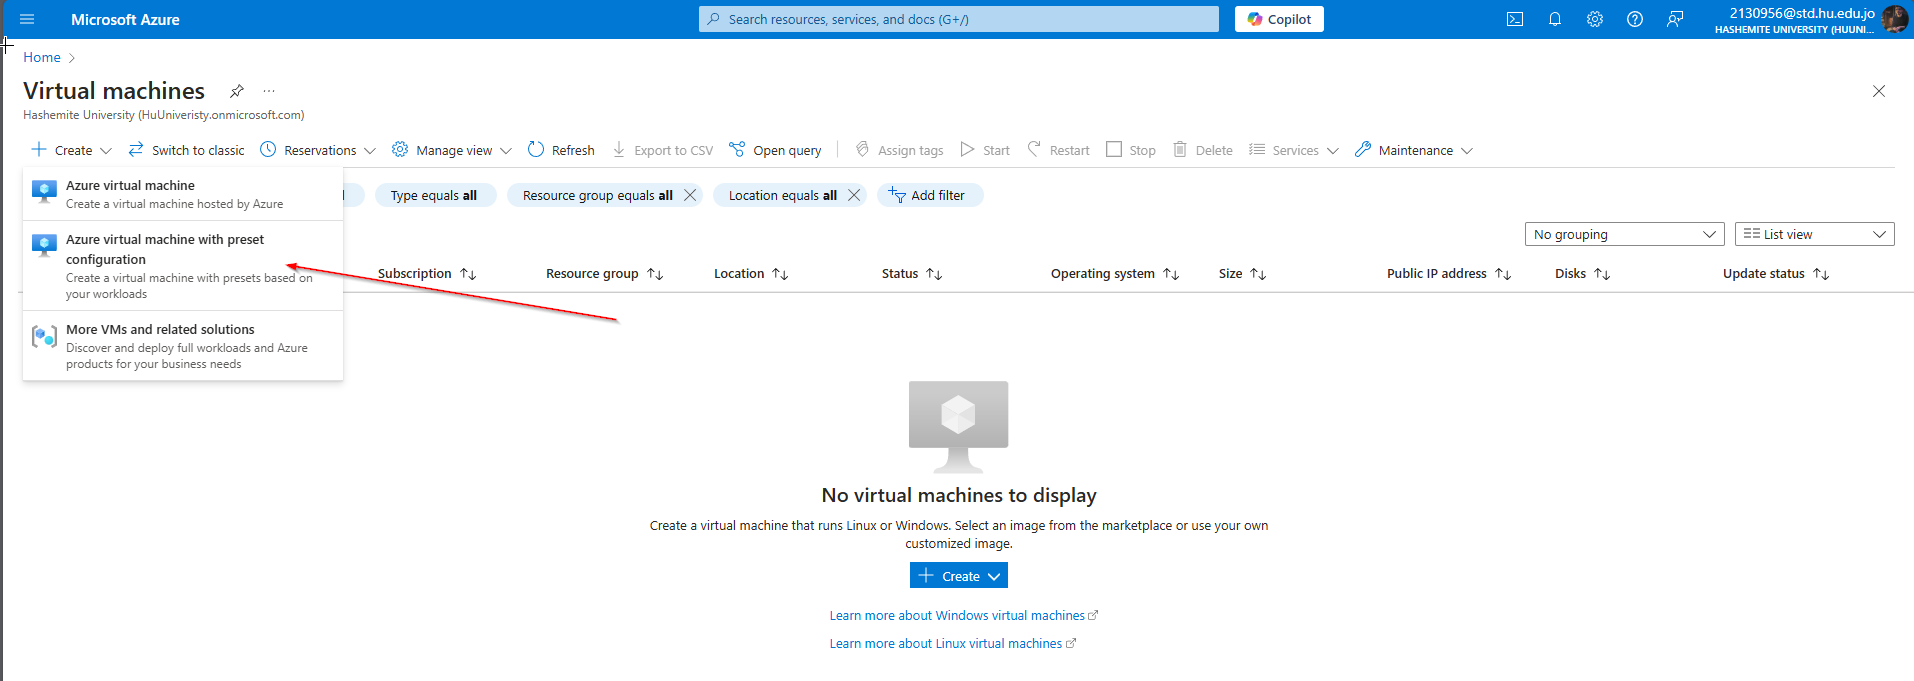 Microsoft Azure
Search resources, services, and docs (G+/)
Copilot
2130956@std.hu.edu.jo
HASHEMITE UNIVERSITY (HUUNI...
Home
Virtual machines
...
Hashemite University (HuUniveristy.onmicrosoft.com)
Create
Switch to classic
Reservations
Manage view
Refresh
Export to CSV
Open query
Assign tags
Start
Restart
Stop
Delete
Services
Maintenance
Azure virtual machine
Create a virtual machine hosted by Azure
Azure virtual machine with preset
configuration
Create a virtual machine with presets based on
your workloads
More VMs and related solutions
Discover and deploy full workloads and Azure
products for your business needs
Type equals all
Resource group equals all
Location equals all
Add filter
No grouping
List view
Subscription
Resource group
Location
Status
Operating system
Size
Public IP address
Disks
Update status
No virtual machines to display
Create a virtual machine that runs Linux or Windows. Select an image from the marketplace or use your own
customized image.
Create
Learn more about Windows virtual machines
Learn more about Linux virtual machines